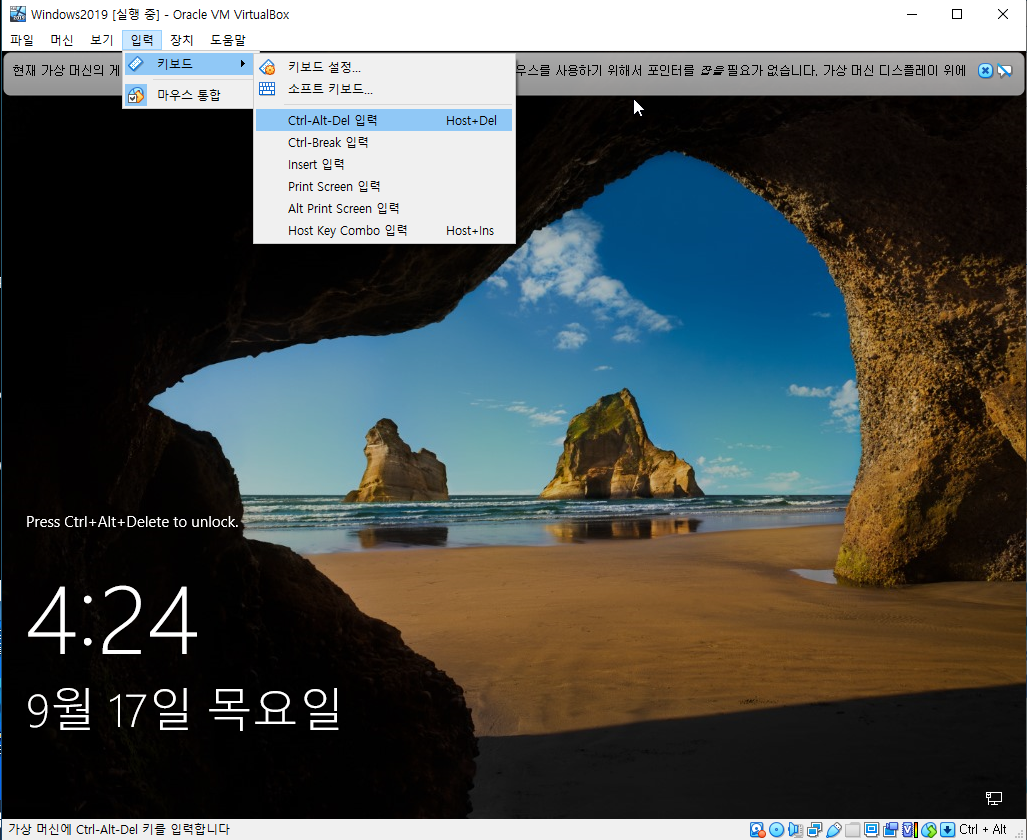 Windows2019 [실행 중] - Oracle VM VirtualBox
파일 머신 보기 입력 장치 도움말
현재 가상 머신의 게
우스를 사용하기 위해서 포인터를 잡을 필요가 없습니다. 가상 머신 디스플레이 위에
키보드
마우스 통합
키보드 설정...
소프트 키보드...
Ctrl-Alt-Del 입력 Host+Del
Ctrl-Break 입력
Insert 입력
Print Screen 입력
Alt Print Screen 입력
Host Key Combo 입력 Host+Ins
Press Ctrl+Alt+Delete to unlock.
4:24
9월 17일 목요일
가상 머신에 Ctrl-Alt-Del 키를 입력합니다
Ctrl + Alt